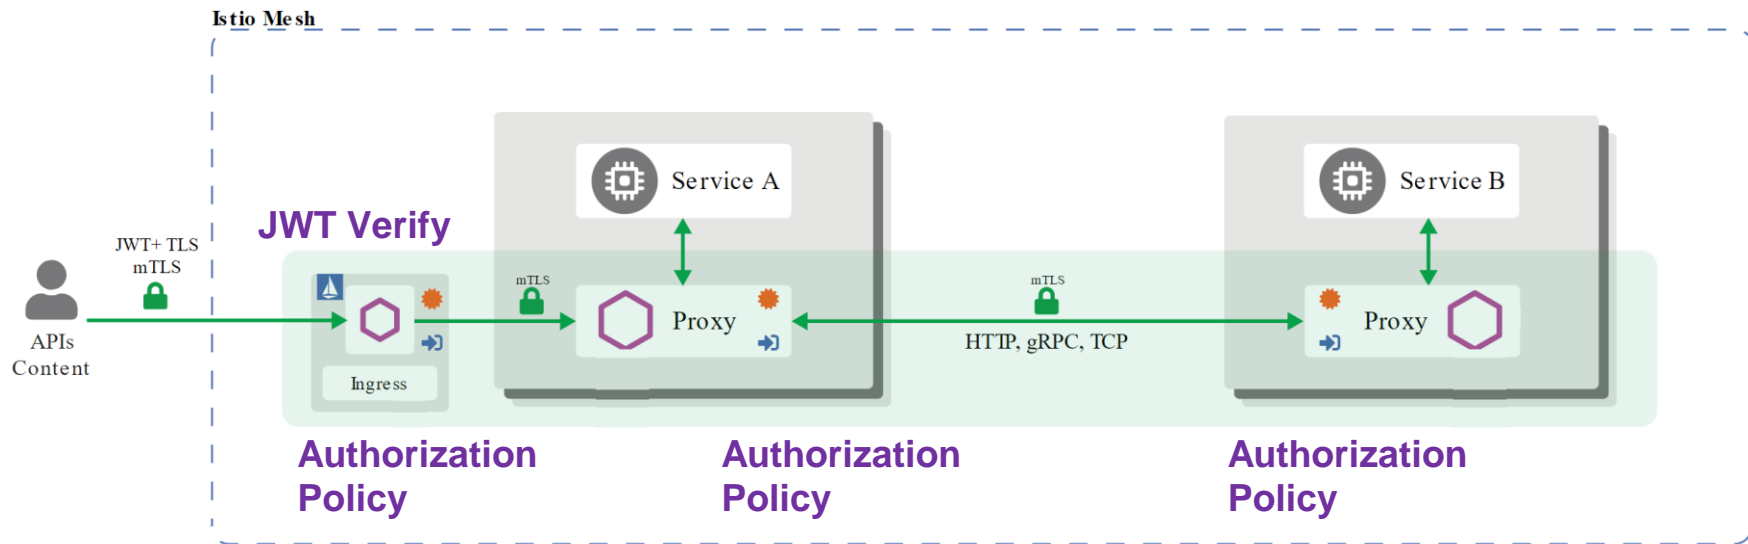 Istio Mesh
Service A
Service B
JWT Verify
JWT+ TLS
mTLS
mTLS
mTLS
Proxy
Proxy
APIs
Content
HTTP, gRPC, TCP
Ingress
Authorization
Policy
Authorization
Policy
Authorization
Policy